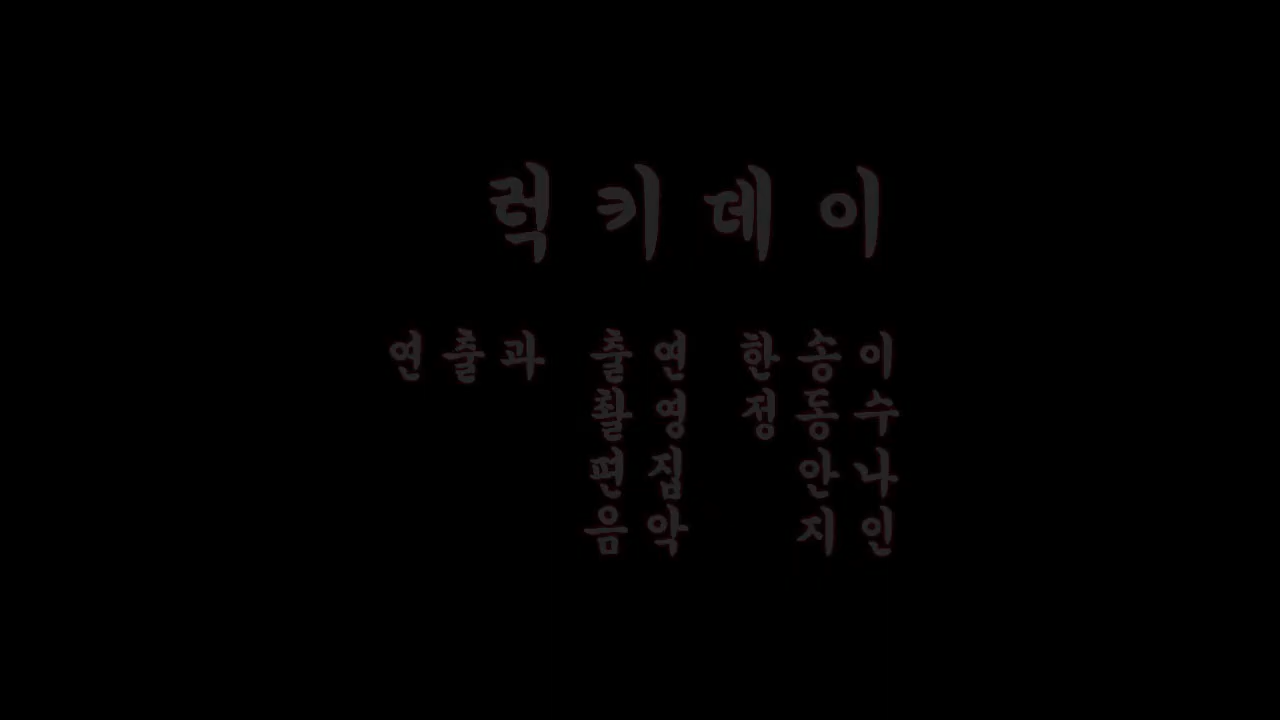 럭키데이
연출과 출연 한송이
촬영 정동수
편집 안나
음악 지인